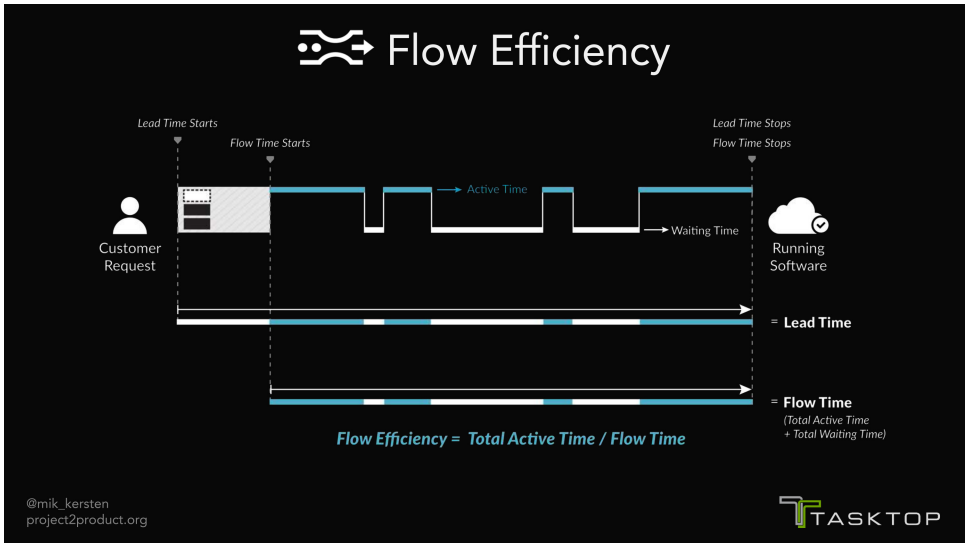 Flow Efficiency
Lead Time Starts
Lead Time Stops
Flow Time Starts
Flow Time Stops
Active Time
Waiting Time
Customer
Request
Running
Software
= Lead Time
= Flow Time
(Total Active Time
+ Total Waiting Time)
Flow Efficiency = Total Active Time / Flow Time
@mik_kersten
project2product.org
TASKTOP